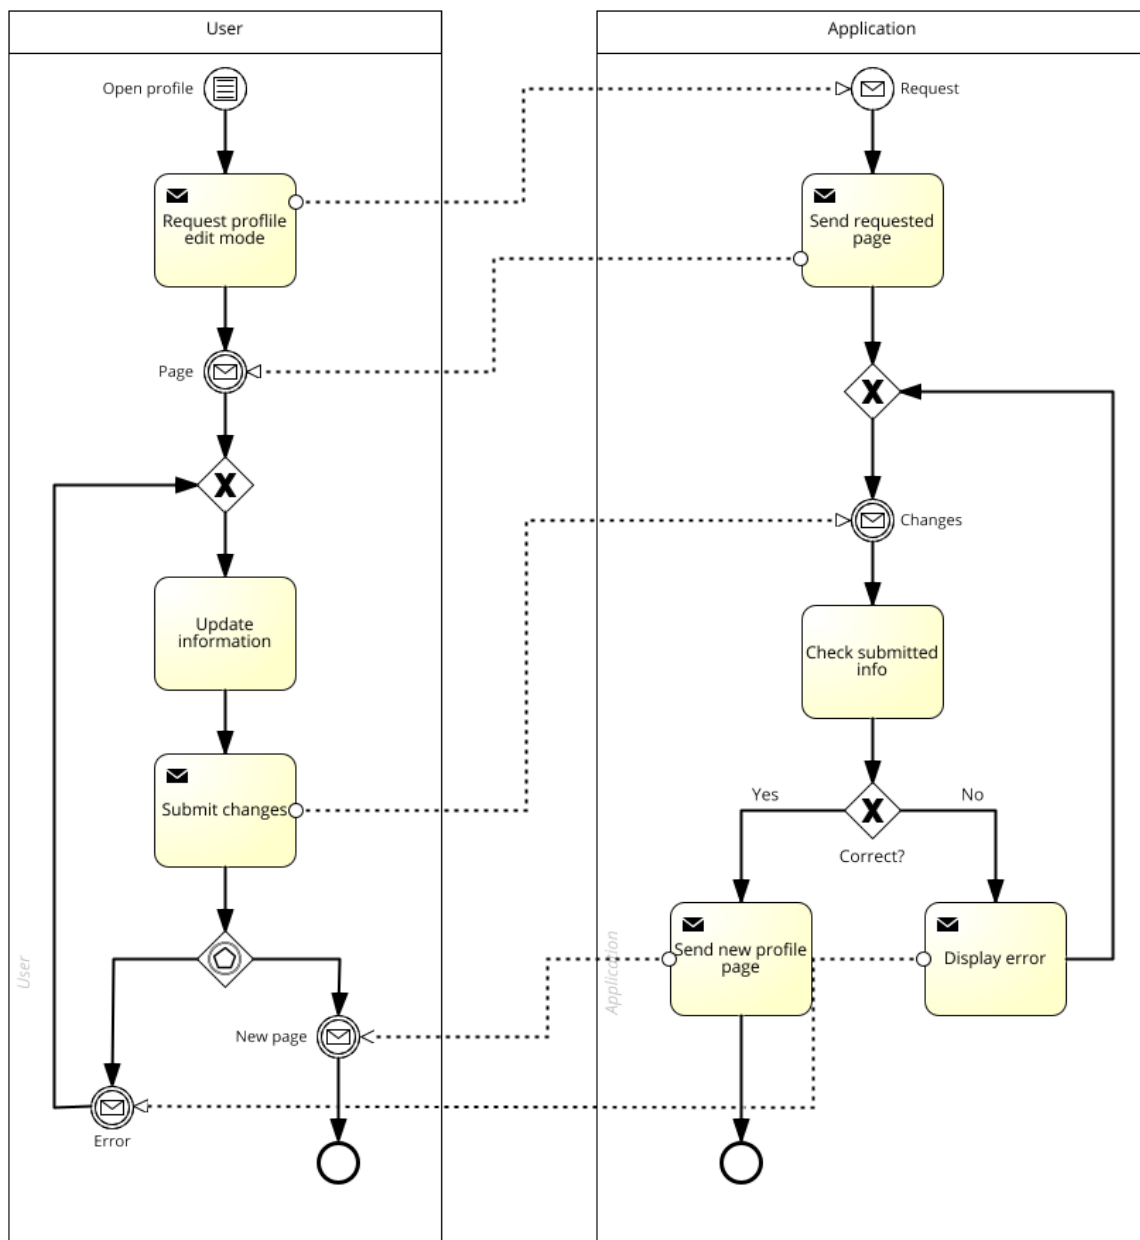 User
Application
Open profile
Request
Request proflile
edit mode
Send requested
page
Page
Changes
Update
information
Check submitted
info
Submit changes
Yes
No
Correct?
User
Application
Send new profile
page
Display error
New page
Error